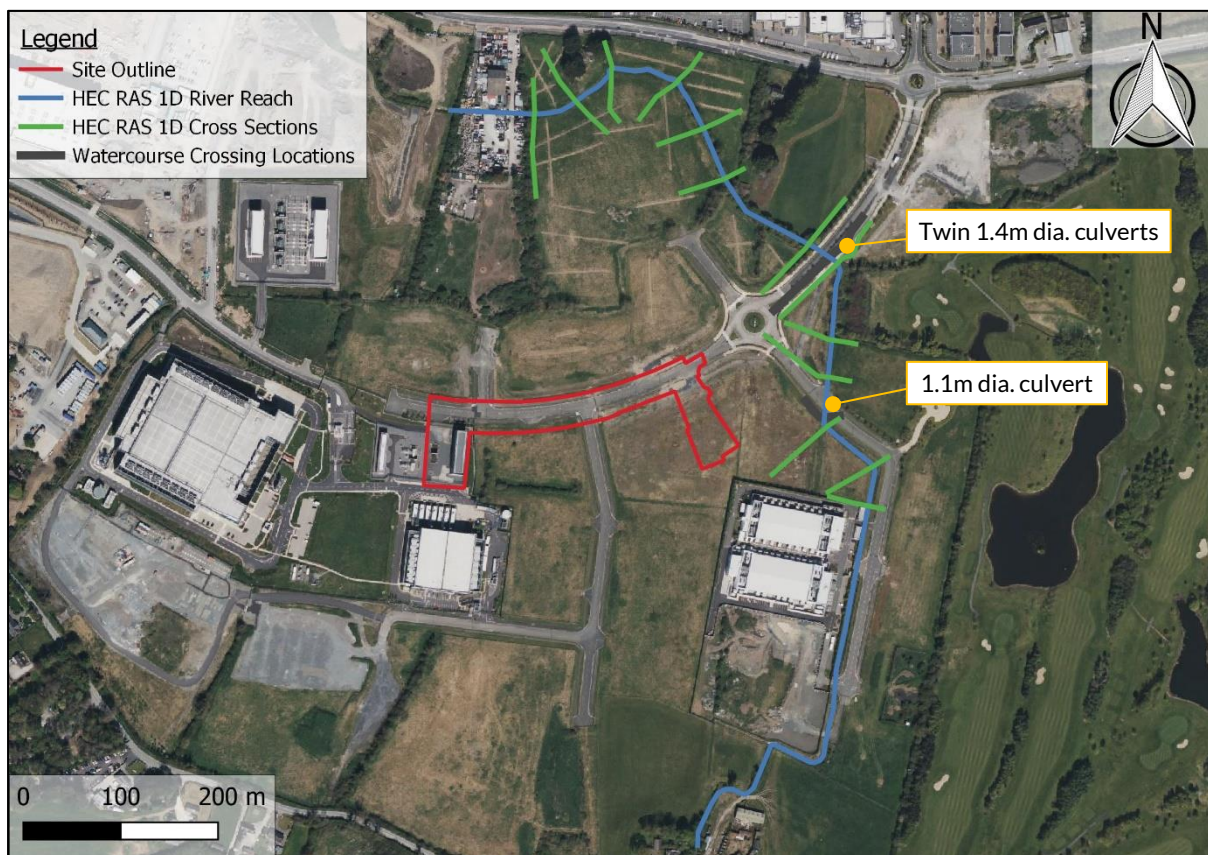 Legend
Site Outline
HEC RAS 1D River Reach
HEC RAS 1D Cross Sections
Watercourse Crossing Locations
N
Twin 1.4m dia. culverts
1.1m dia. culvert
0 100 200 m